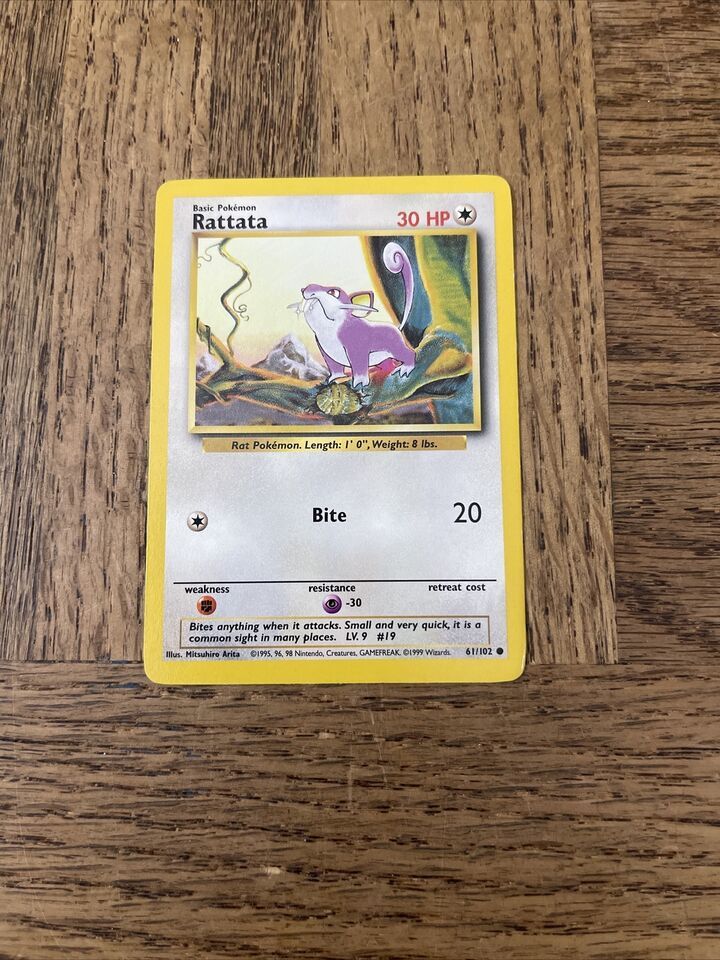 Basic Pokémon
Rattata 30 HP
Rat Pokémon. Length: 1' 0", Weight: 8 lbs.
Bite 20
weakness resistance retreat cost
-30
Bites anything when it attacks. Small and very quick, it is a
common sight in many places. LV. 9 #19
Illus. Mitsuhiro Arita ©1995, 96, 98 Nintendo, Creatures, GAMEFREAK. ©1999 Wizards. 61/102